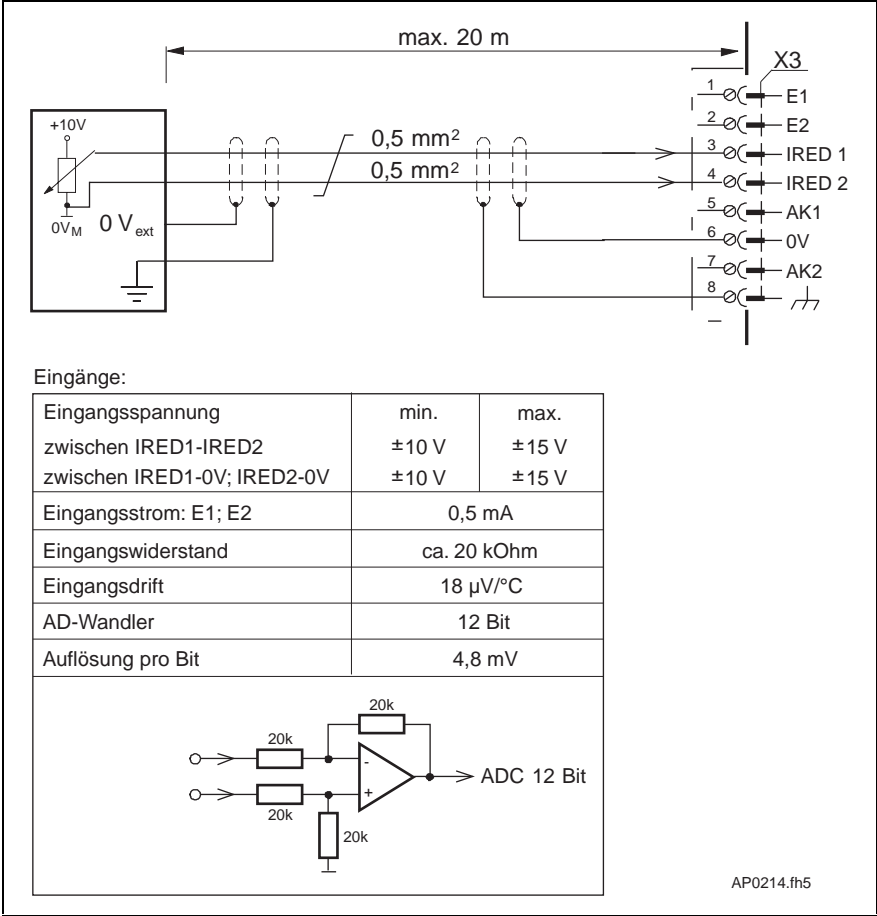 max. 20 m
X3
+10V
0V_M
0 V_ext
0,5 mm²
0,5 mm²
1 E1
2 E2
3 IRED 1
4 IRED 2
5 AK1
6 0V
7 AK2
8
Eingänge:
Eingangsspannung min. max.
zwischen IRED1-IRED2 ±10 V ±15 V
zwischen IRED1-0V; IRED2-0V ±10 V ±15 V
Eingangsstrom: E1; E2 0,5 mA
Eingangswiderstand ca. 20 kOhm
Eingangsdrift 18 µV/°C
AD-Wandler 12 Bit
Auflösung pro Bit 4,8 mV
20k
20k
-
+
ADC 12 Bit
20k
20k
AP0214.fh5